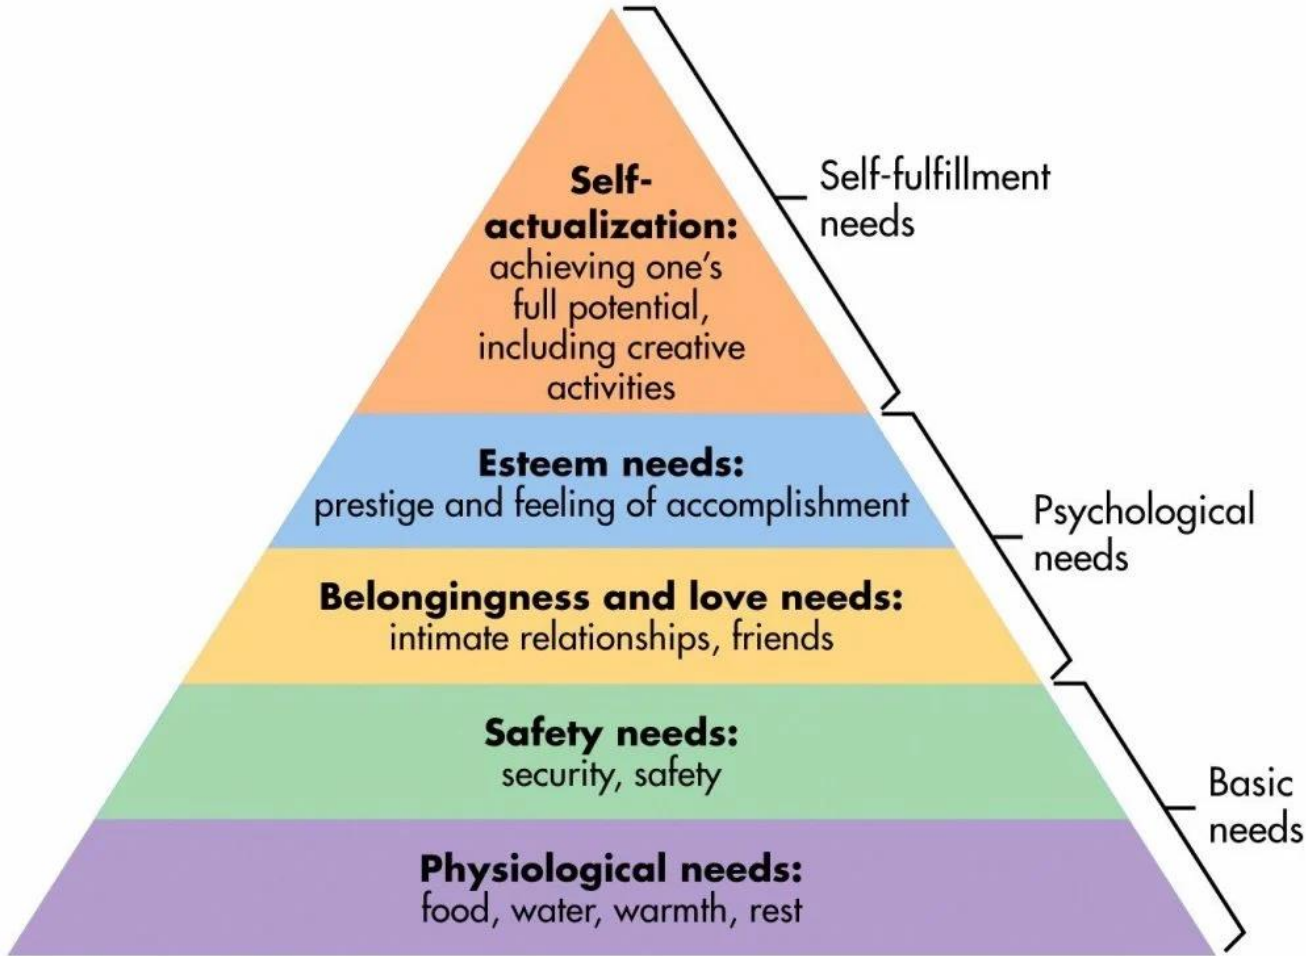 Self-
actualization:
achieving one's
full potential,
including creative
activities
Self-fulfillment
needs
Esteem needs:
prestige and feeling of accomplishment
Psychological
needs
Belongingness and love needs:
intimate relationships, friends
Safety needs:
security, safety
Basic
needs
Physiological needs:
food, water, warmth, rest